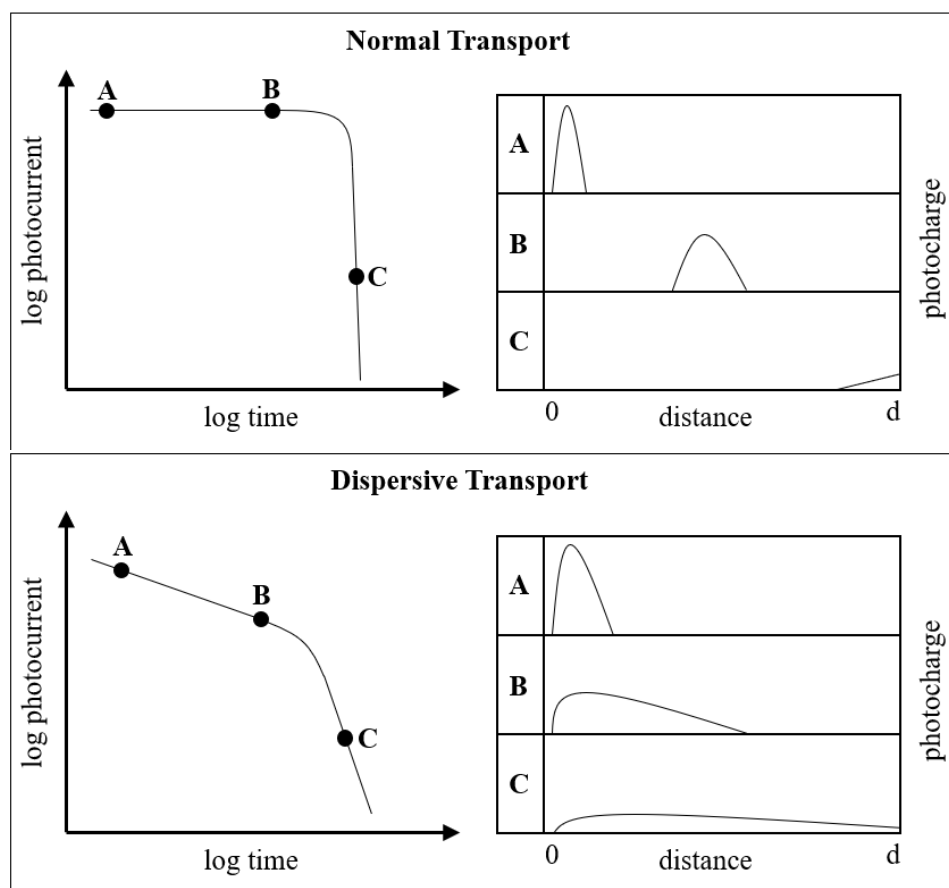 Normal Transport
log photocurrent
A
B
C
log time
A
B
C
0
distance
d
photocharge
Dispersive Transport
log photocurrent
A
B
C
log time
A
B
C
0
distance
d
photocharge